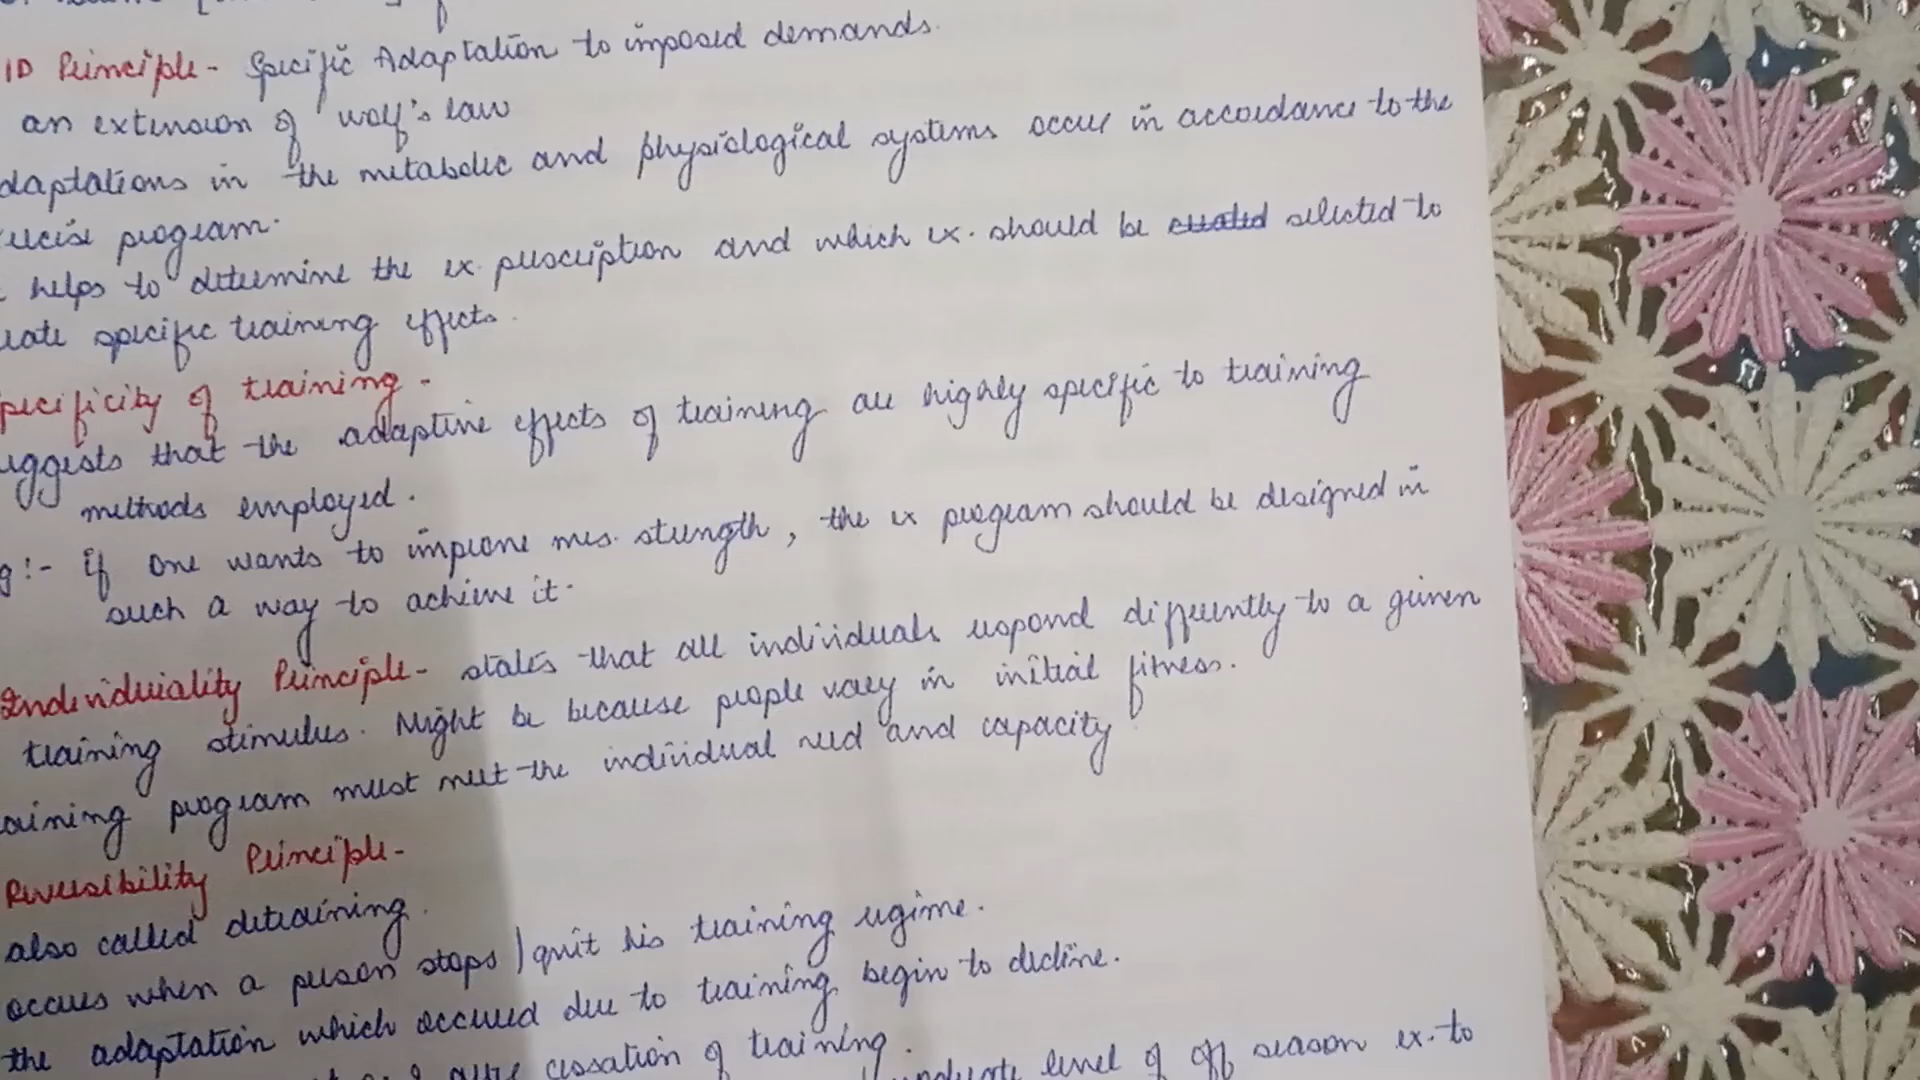 ID Principle- Specific Adaptation to imposed demands.
an extension of wolf's law
daptations in the metabolic and physiological systems occur in accordance to the
ercise program.
helps to determine the ex prescription and which ex. should be selected to
eate specific training effects.
pecificity of training -
uggests that the adaptive effects of training are highly specific to training
methods employed.
g:- if one wants to improve mus. strength, the ex program should be designed in
such a way to achieve it.
Individuiality Principle- states that all individuals respond differently to a given
training stimulus. Might be because people vary in initial fitness.
aining program must meet the individual need and capacity
Reversibility Principle-
also called detraining.
occurs when a person stops / quit his training regime.
the adaptation which occured due to training begin to decline.
after cessation of training.
level of off season ex. to